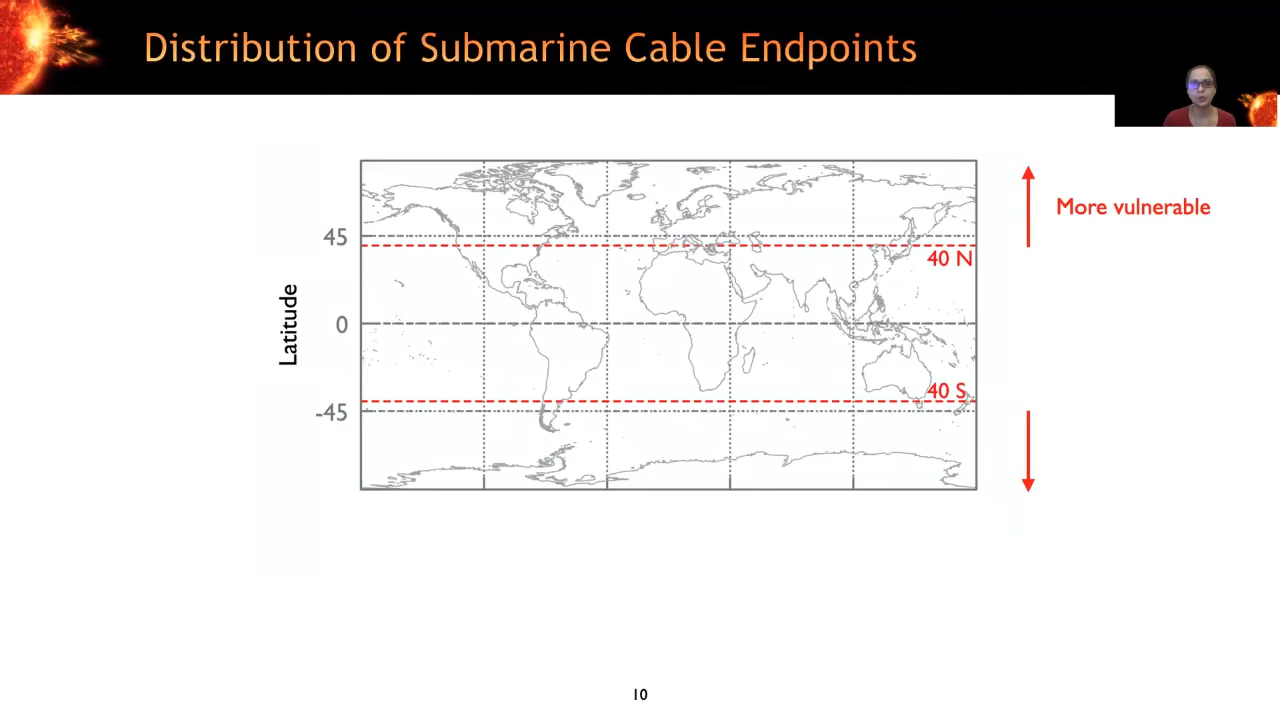 Distribution of Submarine Cable Endpoints
More vulnerable
45
40 N
Latitude
0
40 S
-45
10